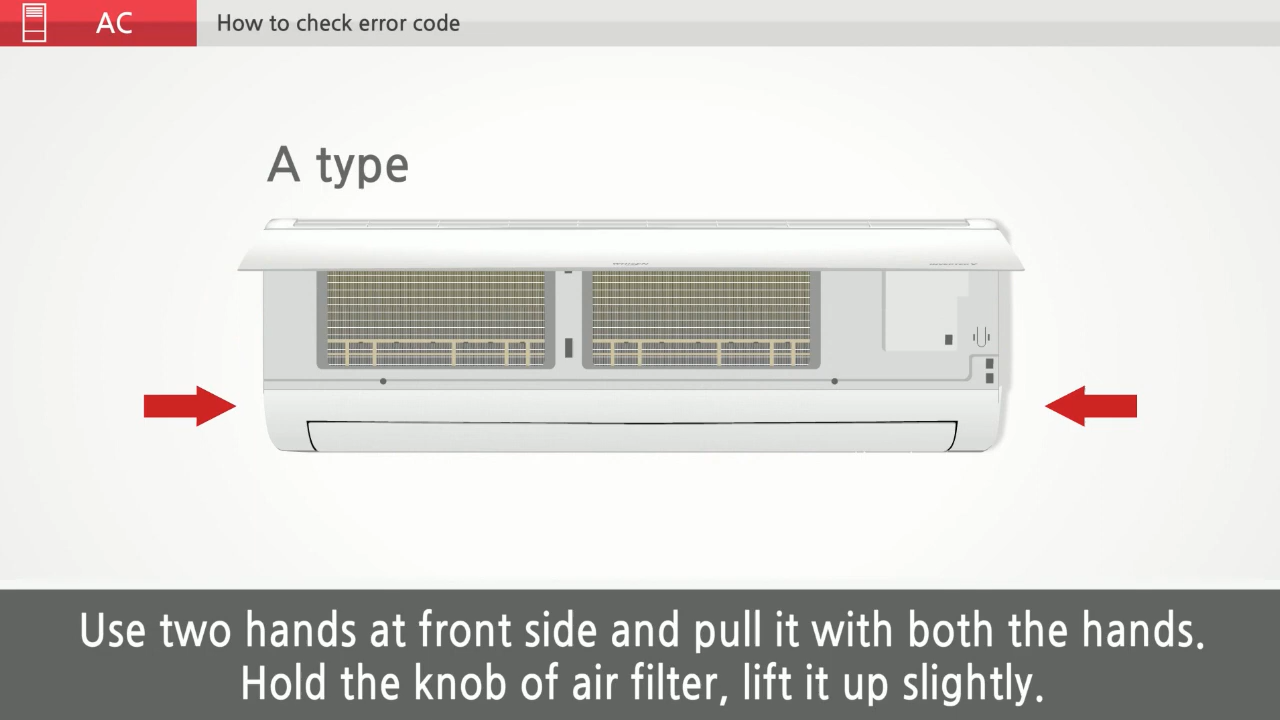 AC
How to check error code
A type
Use two hands at front side and pull it with both the hands.
Hold the knob of air filter, lift it up slightly.